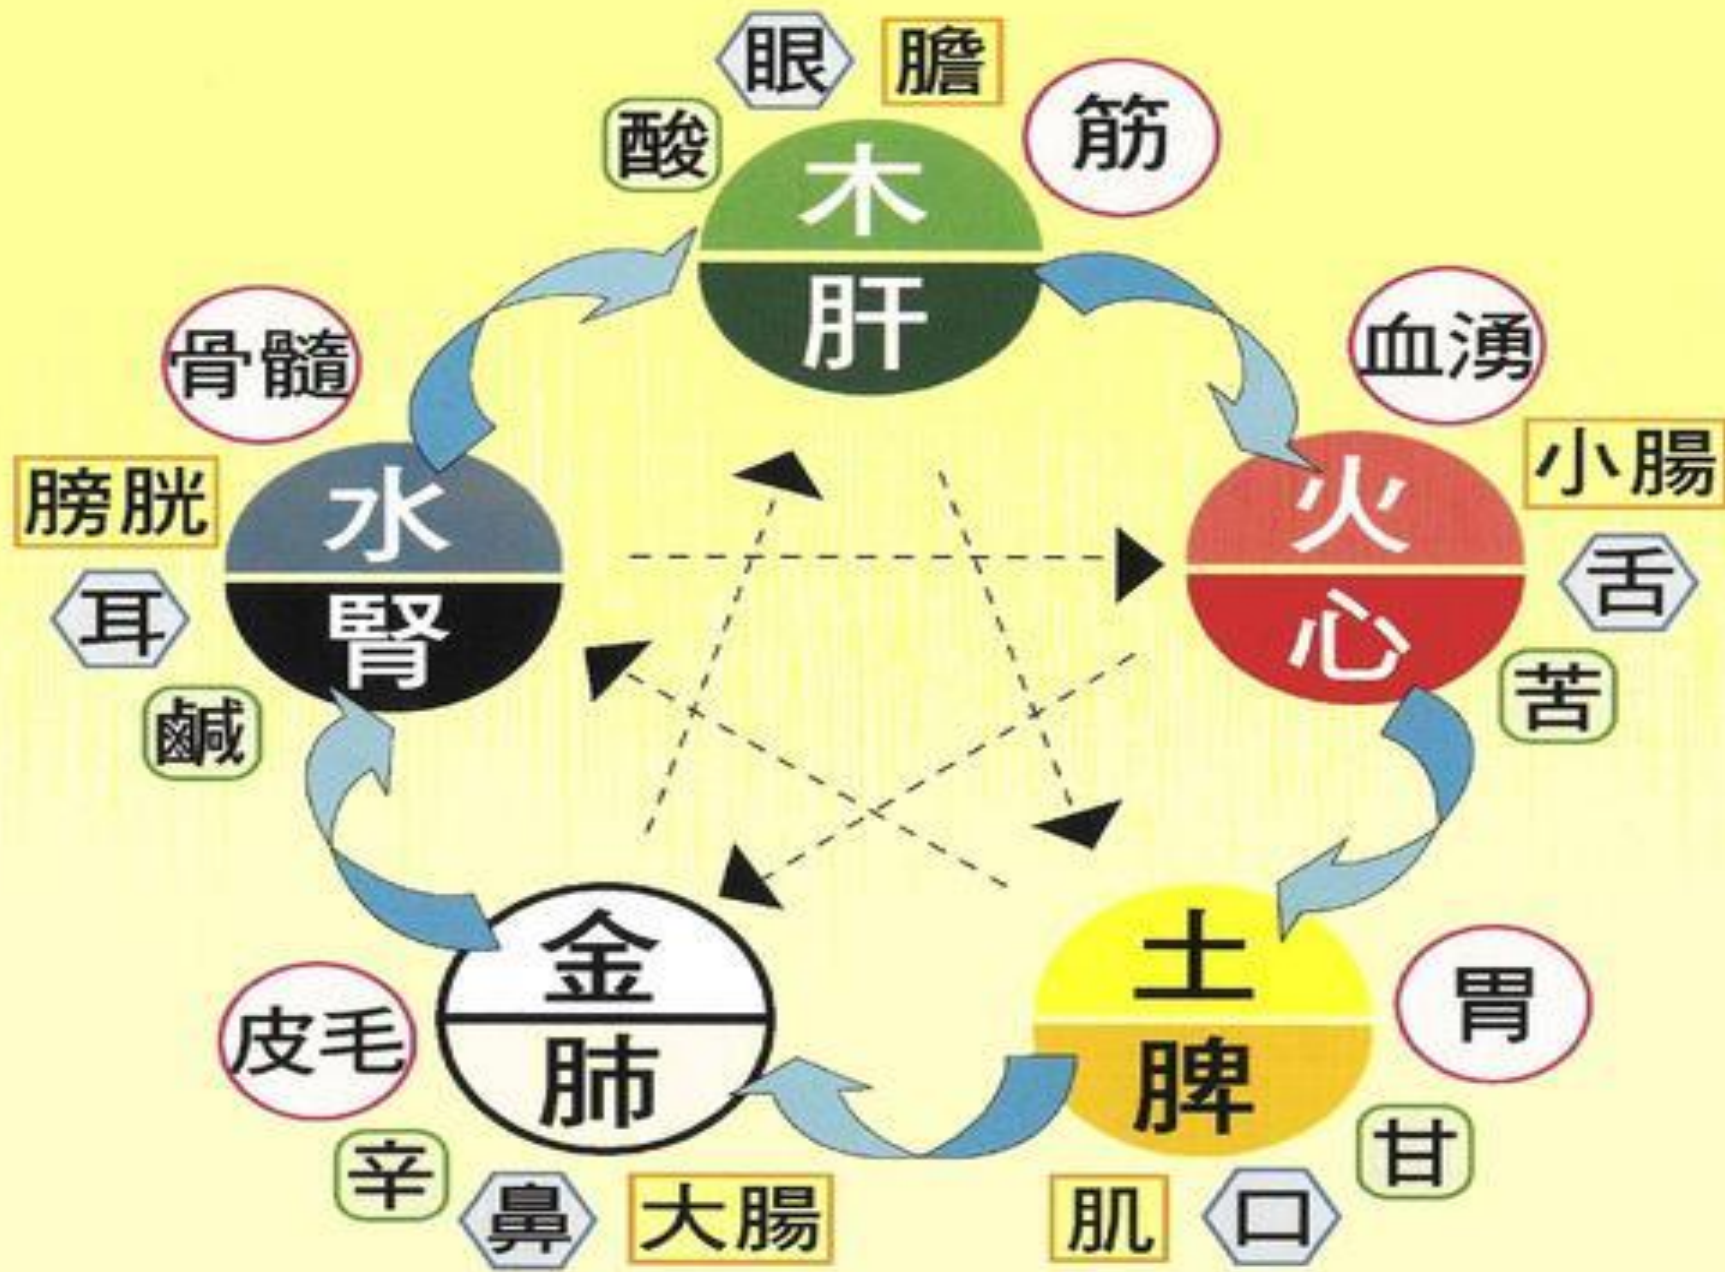 眼
膽
酸
筋
木
肝
血湧
火
心
小腸
舌
苦
骨髓
水
腎
膀胱
耳
鹹
土
脾
胃
甘
口
肌
金
肺
皮毛
辛
鼻
大腸